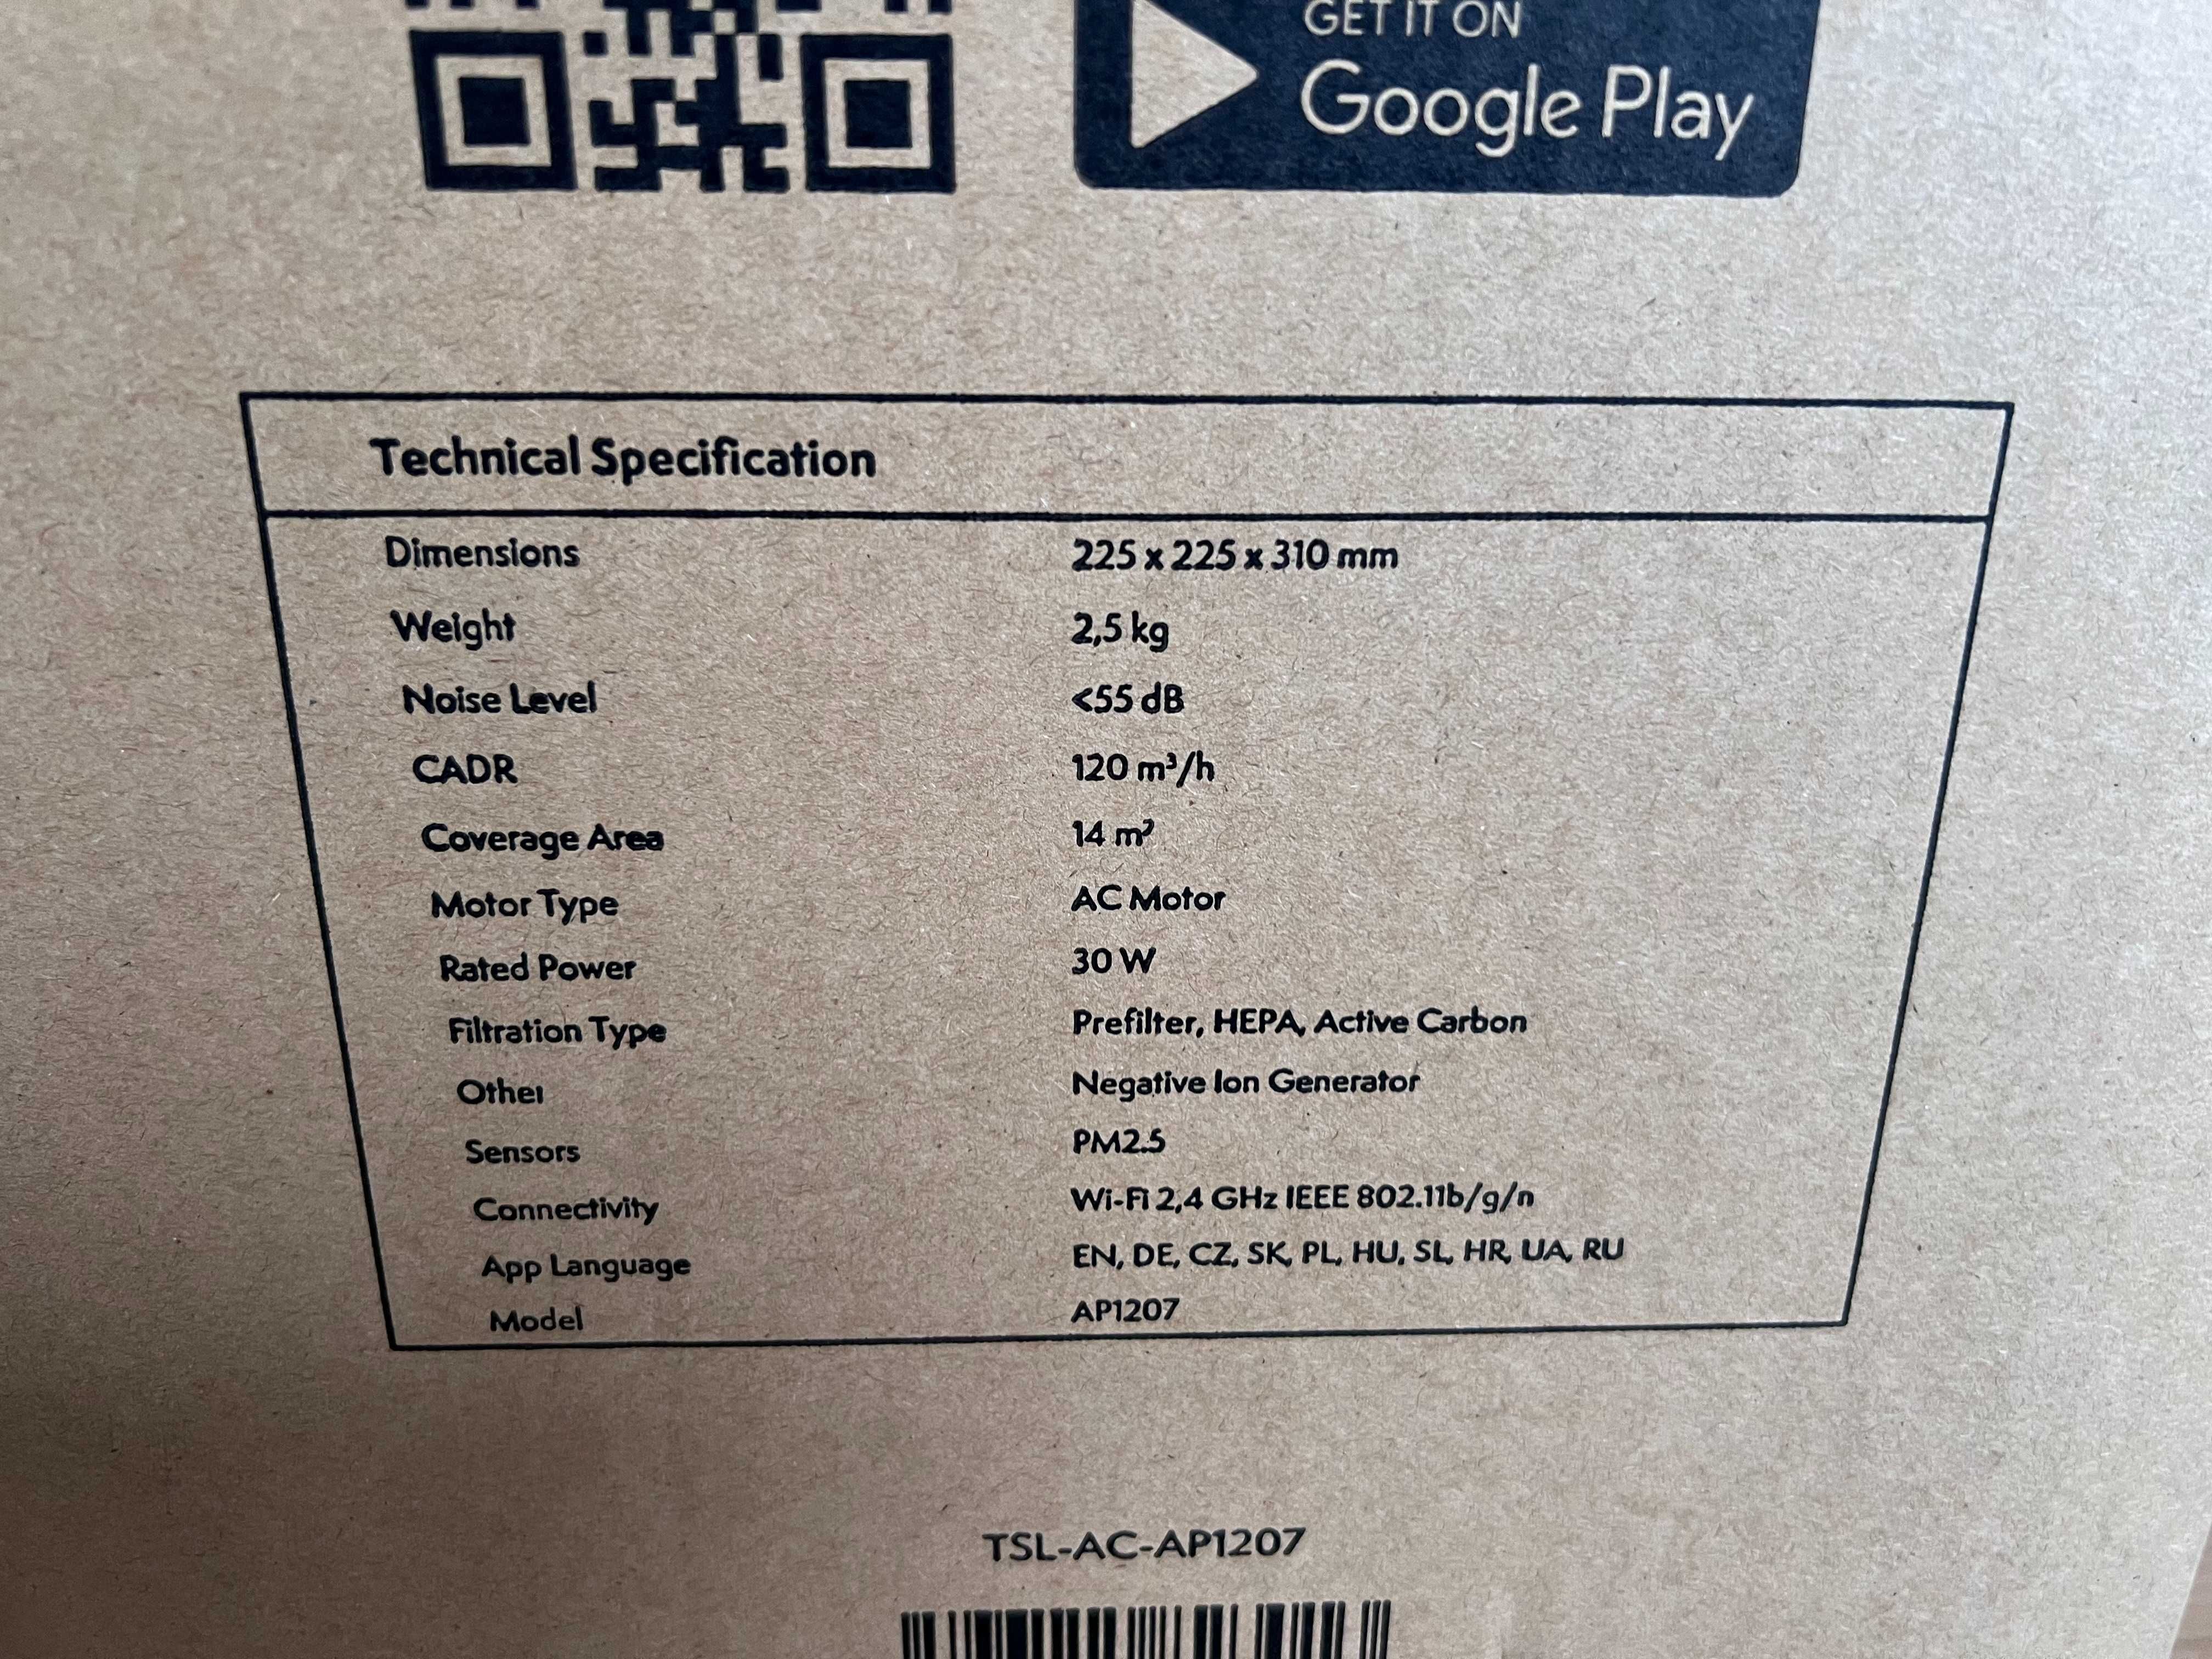 GET IT ON
Google Play
Technical Specification
Dimensions 225 x 225 x 310 mm
Weight 2,5 kg
Noise Level <55 dB
CADR 120 m³/h
Coverage Area 14 m²
Motor Type AC Motor
Rated Power 30 W
Filtration Type Prefilter, HEPA, Active Carbon
Other Negative Ion Generator
Sensors PM2.5
Connectivity Wi-Fi 2,4 GHz IEEE 802.11b/g/n
App Language EN, DE, CZ, SK, PL, HU, SL, HR, UA, RU
Model AP1207
TSL-AC-AP1207